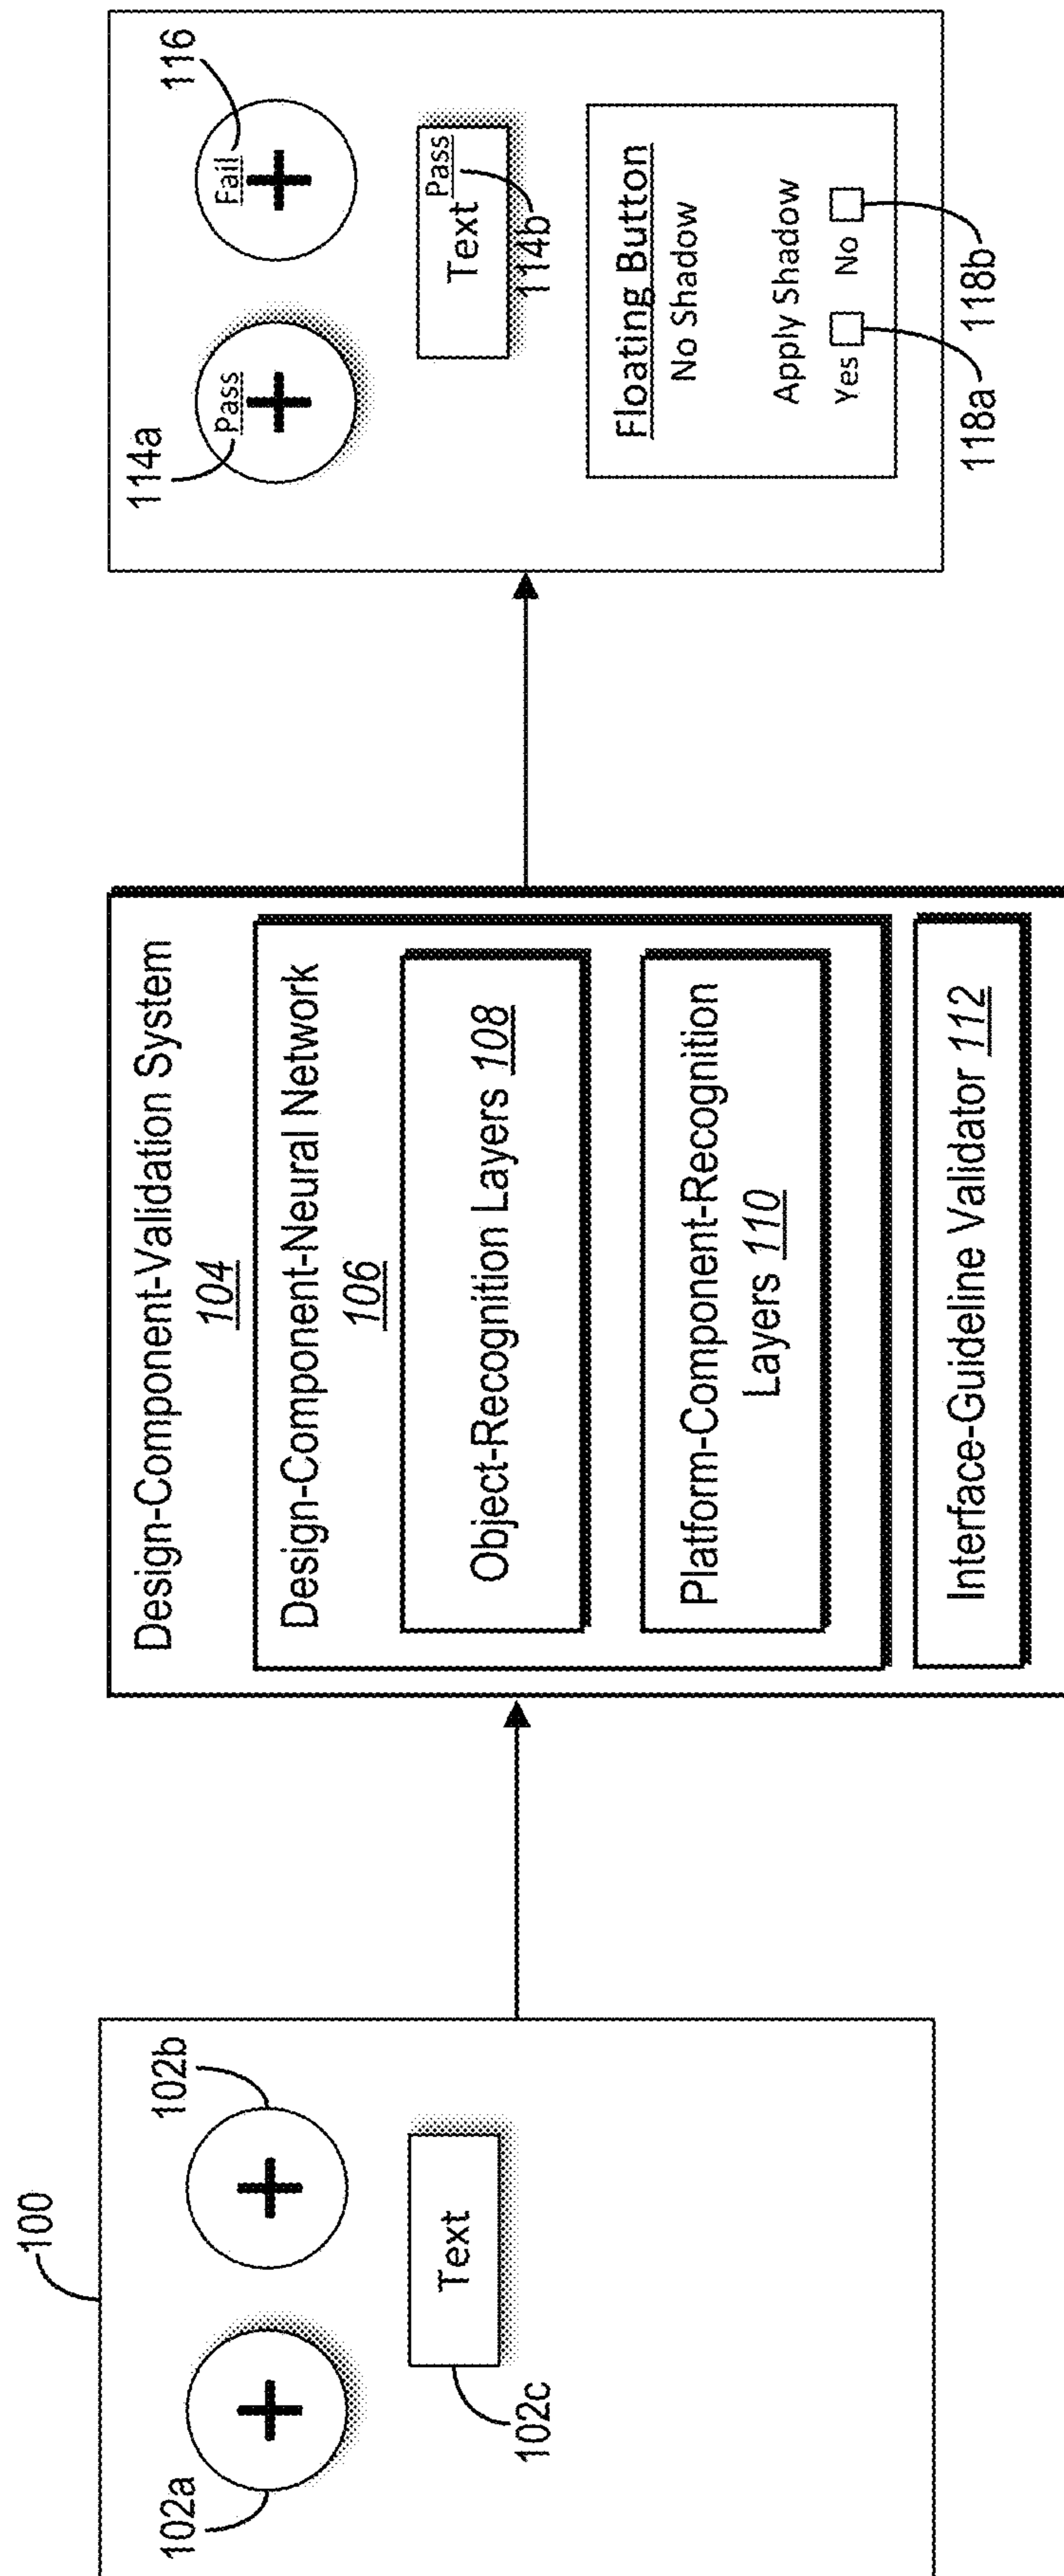 100
102a
102b
Text
102c
Design-Component-Validation System
104
Design-Component-Neural Network
106
Object-Recognition Layers 108
Platform-Component-Recognition
Layers 110
Interface-Guideline Validator 112
114a
116
Pass
Fail
Pass
Text
114b
Floating Button
No Shadow
Apply Shadow
Yes
No
118a
118b